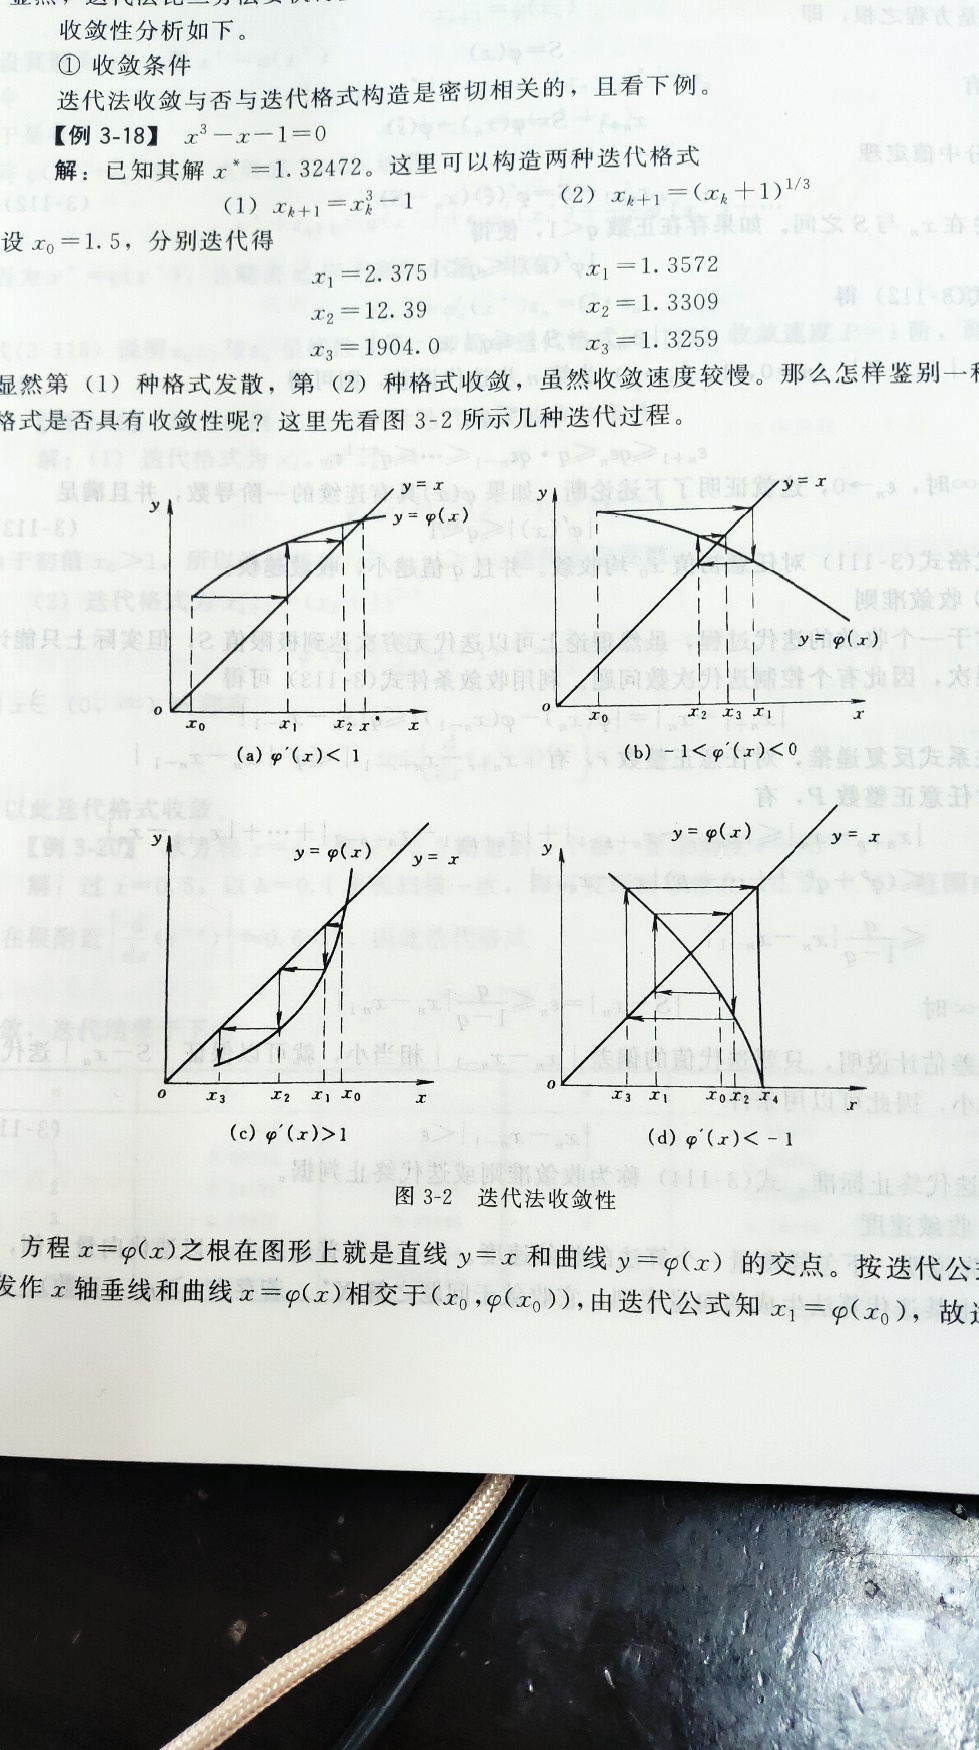 收敛性分析如下。
① 收敛条件
迭代法收敛与否与迭代格式构造是密切相关的，且看下例。
【例 3-18】 x³－x－1＝0
解：已知其解 x*＝1.32472。这里可以构造两种迭代格式
(1) xₖ₊₁＝xₖ³－1 (2) xₖ₊₁＝(xₖ＋1)^1/3
设 x₀＝1.5，分别迭代得
x₁＝2.375 x₁＝1.3572
x₂＝12.39 x₂＝1.3309
x₃＝1904.0 x₃＝1.3259
显然第（1）种格式发散，第（2）种格式收敛，虽然收敛速度较慢。那么怎样鉴别一种
格式是否具有收敛性呢？这里先看图 3-2 所示几种迭代过程。
y y＝x
y＝φ(x)
o x₀ x₁ x₂ x* x
(a) φ′(x)＜1
y y＝x
y＝φ(x)
o x₀ x₂ x₃ x₁ x
(b) －1＜φ′(x)＜0
y y＝φ(x) y＝x
o x₃ x₂ x₁ x₀ x
(c) φ′(x)＞1
y y＝φ(x) y＝x
o x₃ x₁ x₀ x₂ x₄ x
(d) φ′(x)＜－1
图 3-2 迭代法收敛性
方程 x＝φ(x)之根在图形上就是直线 y＝x 和曲线 y＝φ(x) 的交点。按迭代公式
发作 x 轴垂线和曲线 x＝φ(x)相交于(x₀,φ(x₀)),由迭代公式知 x₁＝φ(x₀)，故